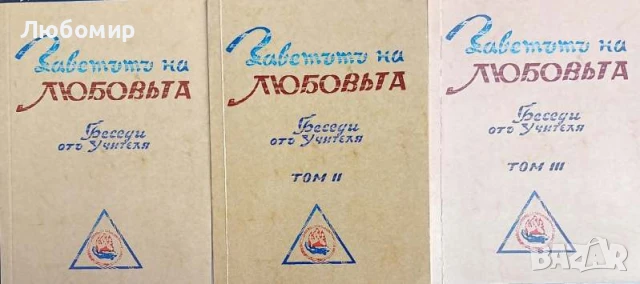 Любомир
Заветътъ на
ЛЮБОВЬТА
Беседи
отъ Учителя
Заветътъ на
ЛЮБОВЬТА
Беседи
отъ Учителя
ТОМ II
Заветътъ на
ЛЮБОВЬТА
Беседи
отъ Учителя
ТОМ III
BAZAR